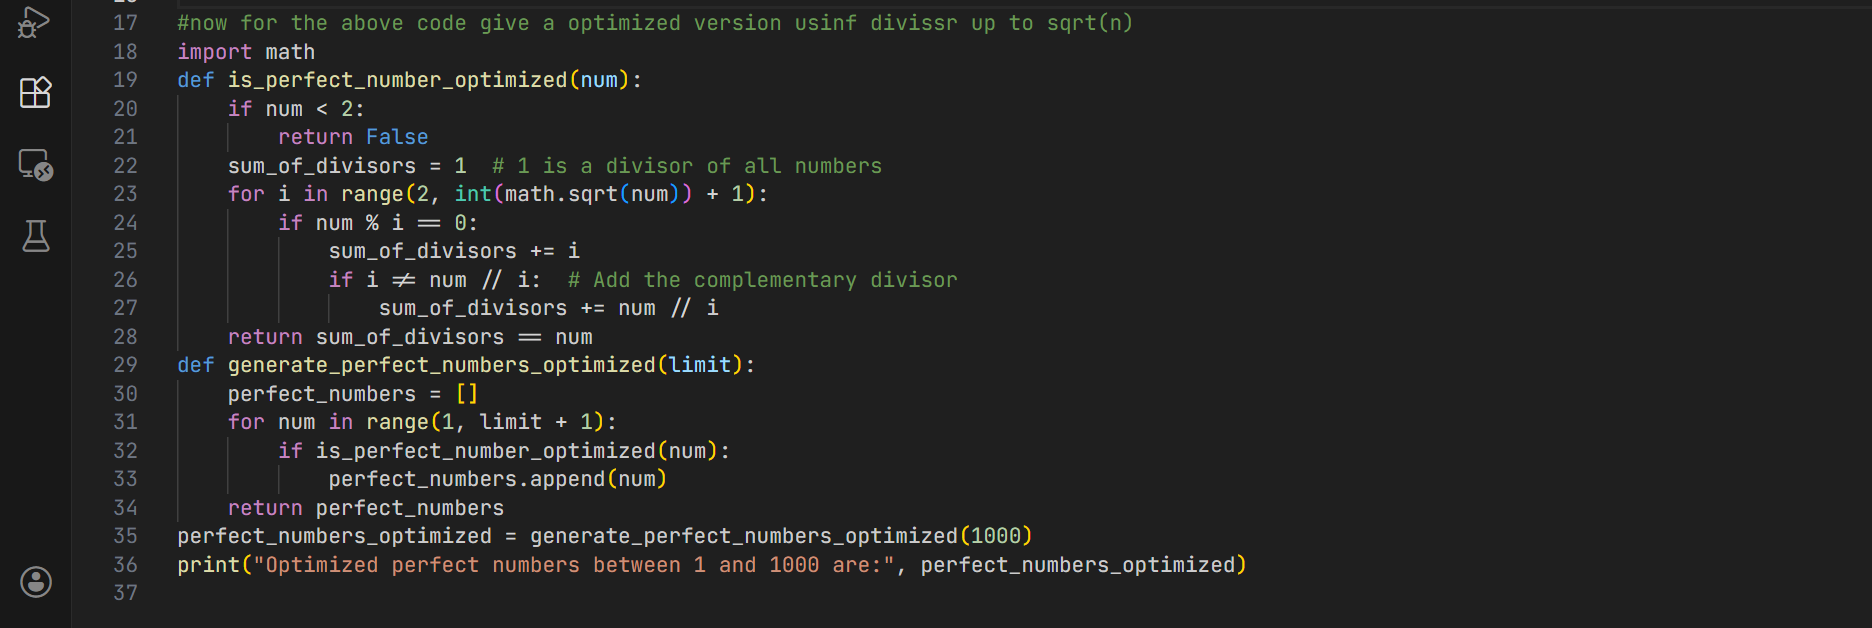 17 #now for the above code give a optimized version usinf divissr up to sqrt(n)
18 import math
19 def is_perfect_number_optimized(num):
20     if num < 2:
21         return False
22     sum_of_divisors = 1  # 1 is a divisor of all numbers
23     for i in range(2, int(math.sqrt(num)) + 1):
24         if num % i == 0:
25             sum_of_divisors += i
26             if i != num // i:  # Add the complementary divisor
27                 sum_of_divisors += num // i
28     return sum_of_divisors == num
29 def generate_perfect_numbers_optimized(limit):
30     perfect_numbers = []
31     for num in range(1, limit + 1):
32         if is_perfect_number_optimized(num):
33             perfect_numbers.append(num)
34     return perfect_numbers
35 perfect_numbers_optimized = generate_perfect_numbers_optimized(1000)
36 print("Optimized perfect numbers between 1 and 1000 are:", perfect_numbers_optimized)
37